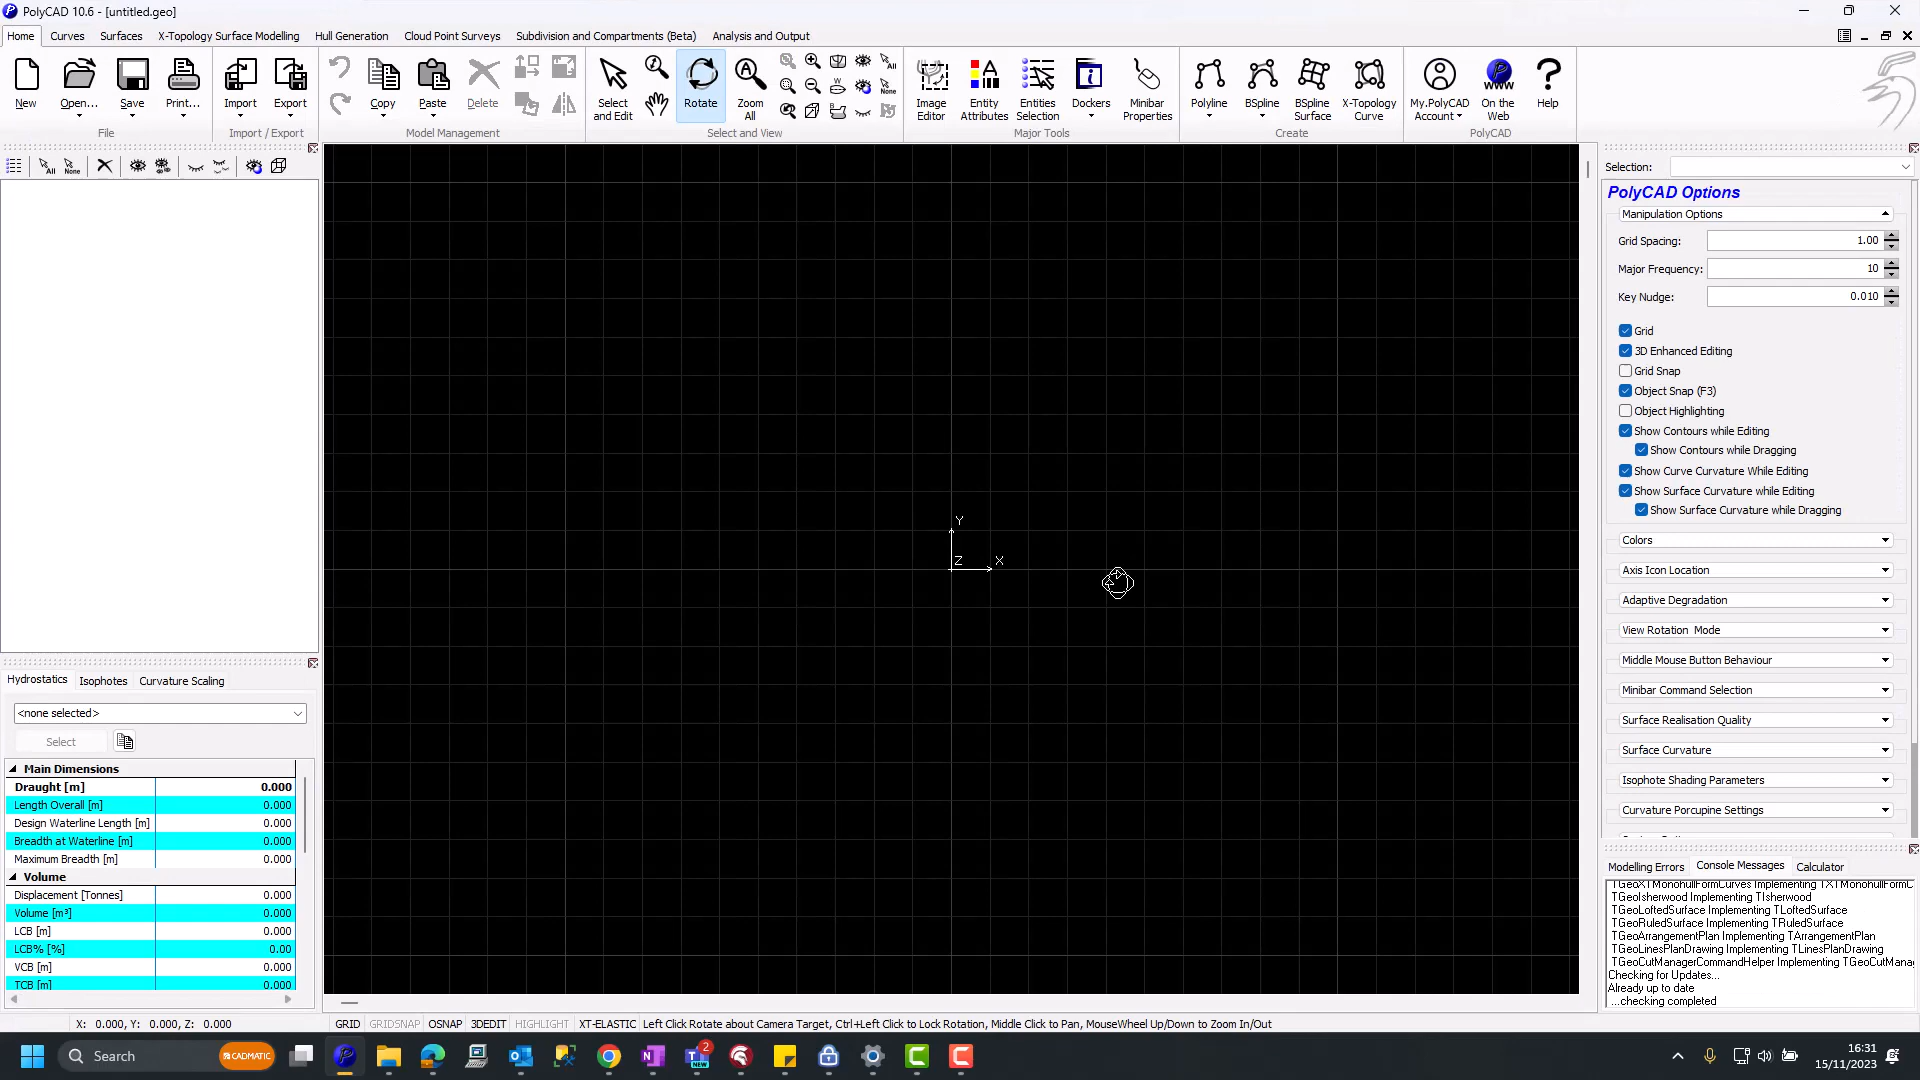 PolyCAD 10.6 - [untitled.geo]
Home Curves Surfaces X-Topology Surface Modelling Hull Generation Cloud Point Surveys Subdivision and Compartments (Beta) Analysis and Output
New Open... Save Print... Import Export Copy Paste Delete Select and Edit Rotate Zoom All Image Editor Entity Attributes Entities Selection Dockers Minibar Properties Polyline BSpline BSpline Surface X-Topology Curve My.PolyCAD Account On the Web Help
File Import / Export Model Management Select and View Major Tools Create PolyCAD
All None
Selection:
PolyCAD Options
Manipulation Options
Grid Spacing: 1.00
Major Frequency: 10
Key Nudge: 0.010
Grid
3D Enhanced Editing
Grid Snap
Object Snap (F3)
Object Highlighting
Show Contours while Editing
Show Contours while Dragging
Show Curve Curvature While Editing
Show Surface Curvature while Editing
Show Surface Curvature while Dragging
Colors
Axis Icon Location
Adaptive Degradation
View Rotation Mode
Middle Mouse Button Behaviour
Minibar Command Selection
Surface Realisation Quality
Surface Curvature
Isophote Shading Parameters
Curvature Porcupine Settings
Y
Z X
Hydrostatics Isophotes Curvature Scaling
<none selected>
Select
Main Dimensions
Draught [m] 0.000
Length Overall [m] 0.000
Design Waterline Length [m] 0.000
Breadth at Waterline [m] 0.000
Maximum Breadth [m] 0.000
Volume
Displacement [Tonnes] 0.000
Volume [m³] 0.000
LCB [m] 0.000
LCB% [%] 0.00
VCB [m] 0.000
TCB [m] 0.000
Modelling Errors Console Messages Calculator
TGeoXTMonohullFormCurves Implementing TXTMonohullFormC
TGeoIsherwood Implementing TIsherwood
TGeoLoftedSurface Implementing TLoftedSurface
TGeoRuledSurface Implementing TRuledSurface
TGeoArrangementPlan Implementing TArrangementPlan
TGeoLinesPlanDrawing Implementing TLinesPlanDrawing
TGeoCutManagerCommandHelper Implementing TGeoCutManag
Checking for Updates...
Already up to date
...checking completed
X: 0.000, Y: 0.000, Z: 0.000 GRID GRIDSNAP OSNAP 3DEDIT HIGHLIGHT XT-ELASTIC Left Click Rotate about Camera Target, Ctrl+Left Click to Lock Rotation, Middle Click to Pan, MouseWheel Up/Down to Zoom In/Out
Search CADMATIC 2 NEW 16:31
15/11/2023